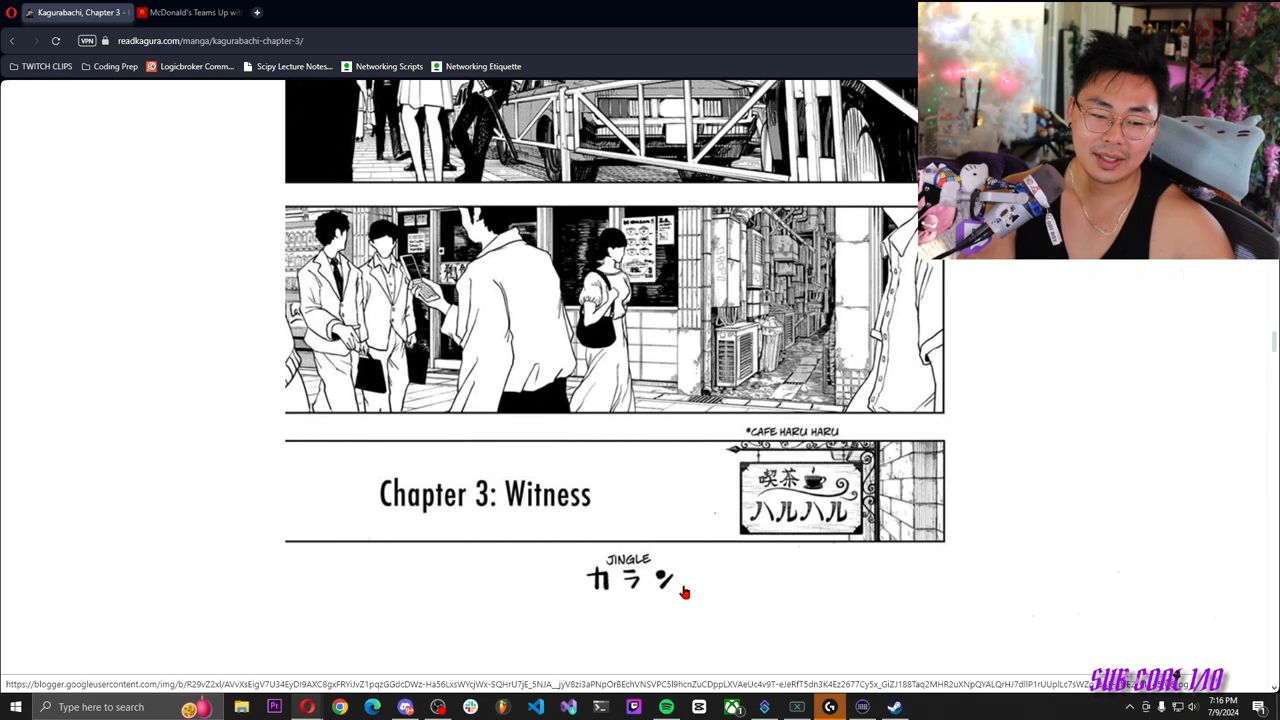 Kagurabachi, Chapter 3 -
McDonald's Teams Up wit
VPN
readkagura.com/manga/kagurabachi-chapter-3/
TWITCH CLIPS
Coding Prep
Logicbroker Comm...
Scipy Lecture Notes...
Networking Scripts
Networking Etiquette
*CAFE HARU HARU
喫茶
ハルハル
Chapter 3: Witness
JINGLE
カラン
SUB GOAL 1/10
Type here to search
7:16 PM
7/9/2024